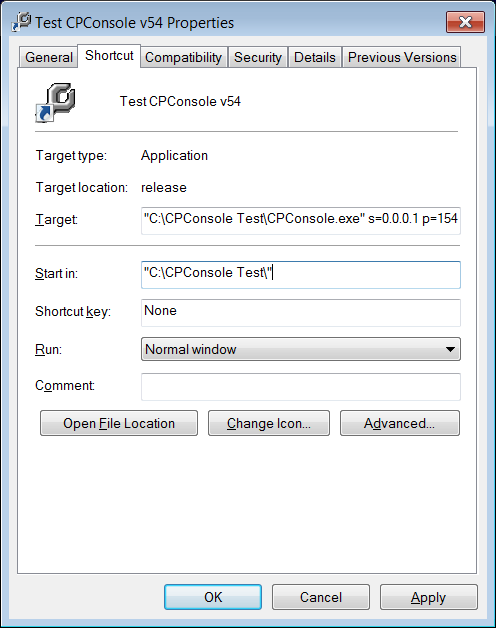 Test CPConsole v54 Properties
General Shortcut Compatibility Security Details Previous Versions
Test CPConsole v54
Target type: Application
Target location: release
Target: "C:\CPConsole Test\CPConsole.exe" s=0.0.0.1 p=154
Start in: "C:\CPConsole Test\"
Shortcut key: None
Run: Normal window
Comment:
Open File Location Change Icon... Advanced...
OK Cancel Apply